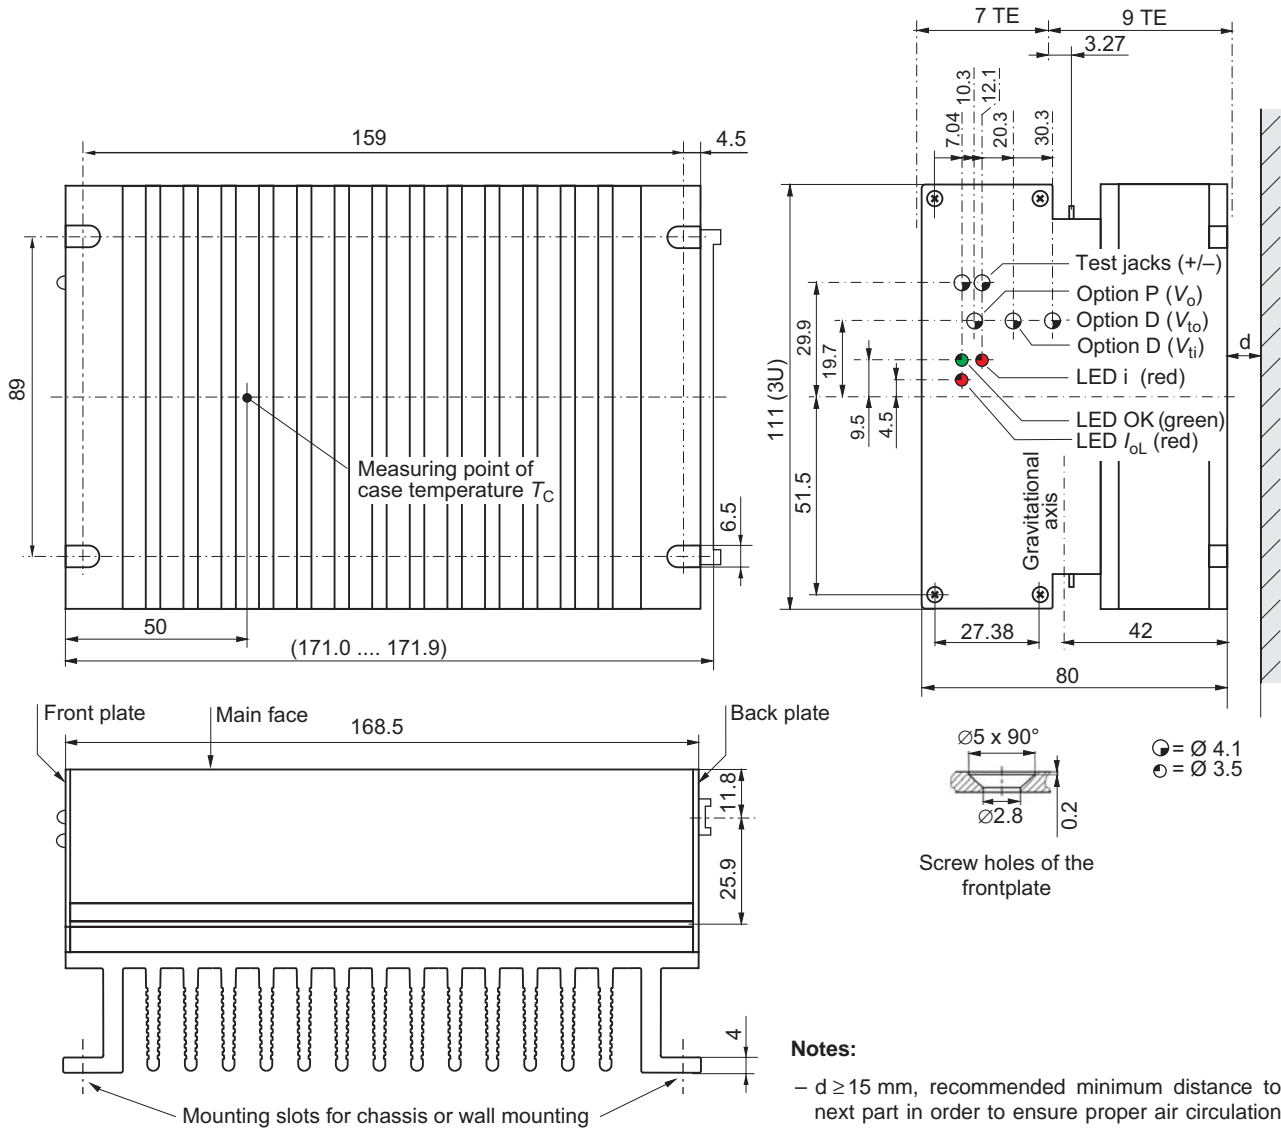 7 TE
9 TE
3.27
10.3
12.1
7.04
20.3
30.3
159
4.5
89
Measuring point of
case temperature TC
6.5
50
(171.0 .... 171.9)
111 (3U)
29.9
19.7
9.5
4.5
51.5
Test jacks (+/–)
Option P (Vo)
Option D (Vto)
Option D (Vti)
LED i (red)
LED OK (green)
LED IoL (red)
d
Gravitational
axis
27.38
42
80
Front plate
Main face
Back plate
168.5
11.8
25.9
4
Mounting slots for chassis or wall mounting
∅5 x 90°
∅2.8
0.2
Screw holes of the
frontplate
= Ø 4.1
= Ø 3.5
Notes:
– d ≥ 15 mm, recommended minimum distance to
next part in order to ensure proper air circulation